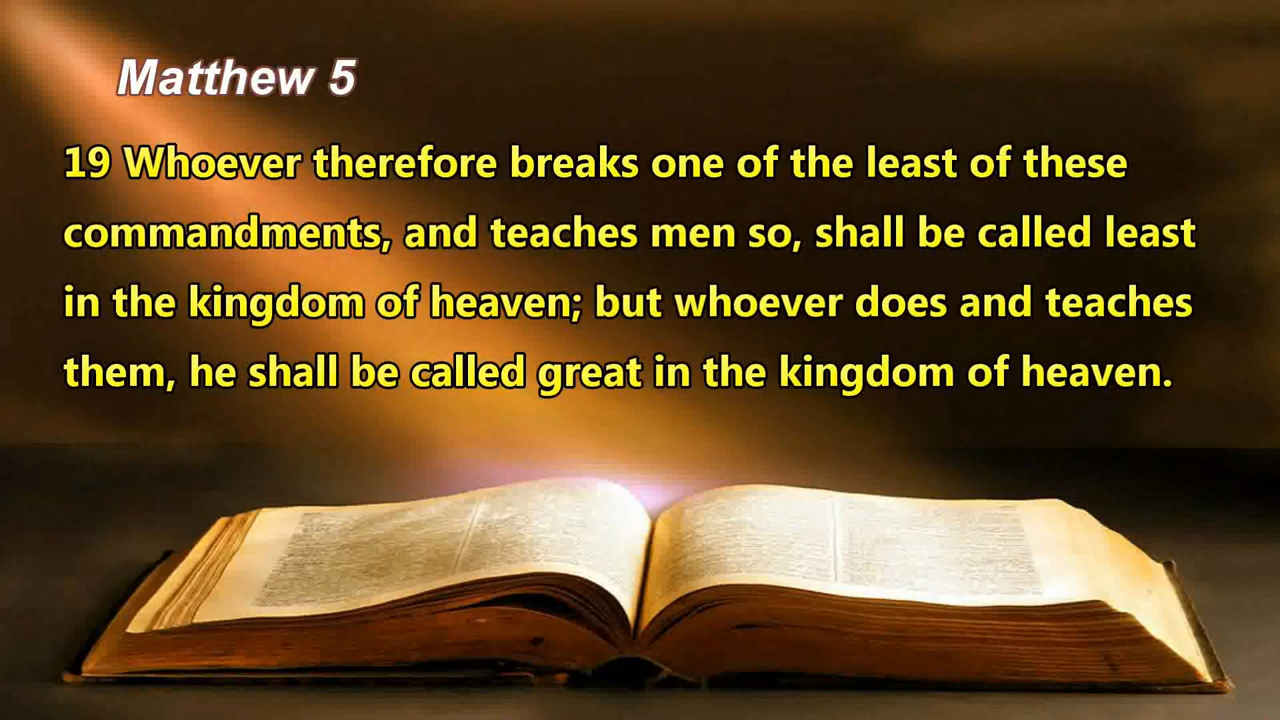 Matthew 5
19 Whoever therefore breaks one of the least of these
commandments, and teaches men so, shall be called least
in the kingdom of heaven; but whoever does and teaches
them, he shall be called great in the kingdom of heaven.